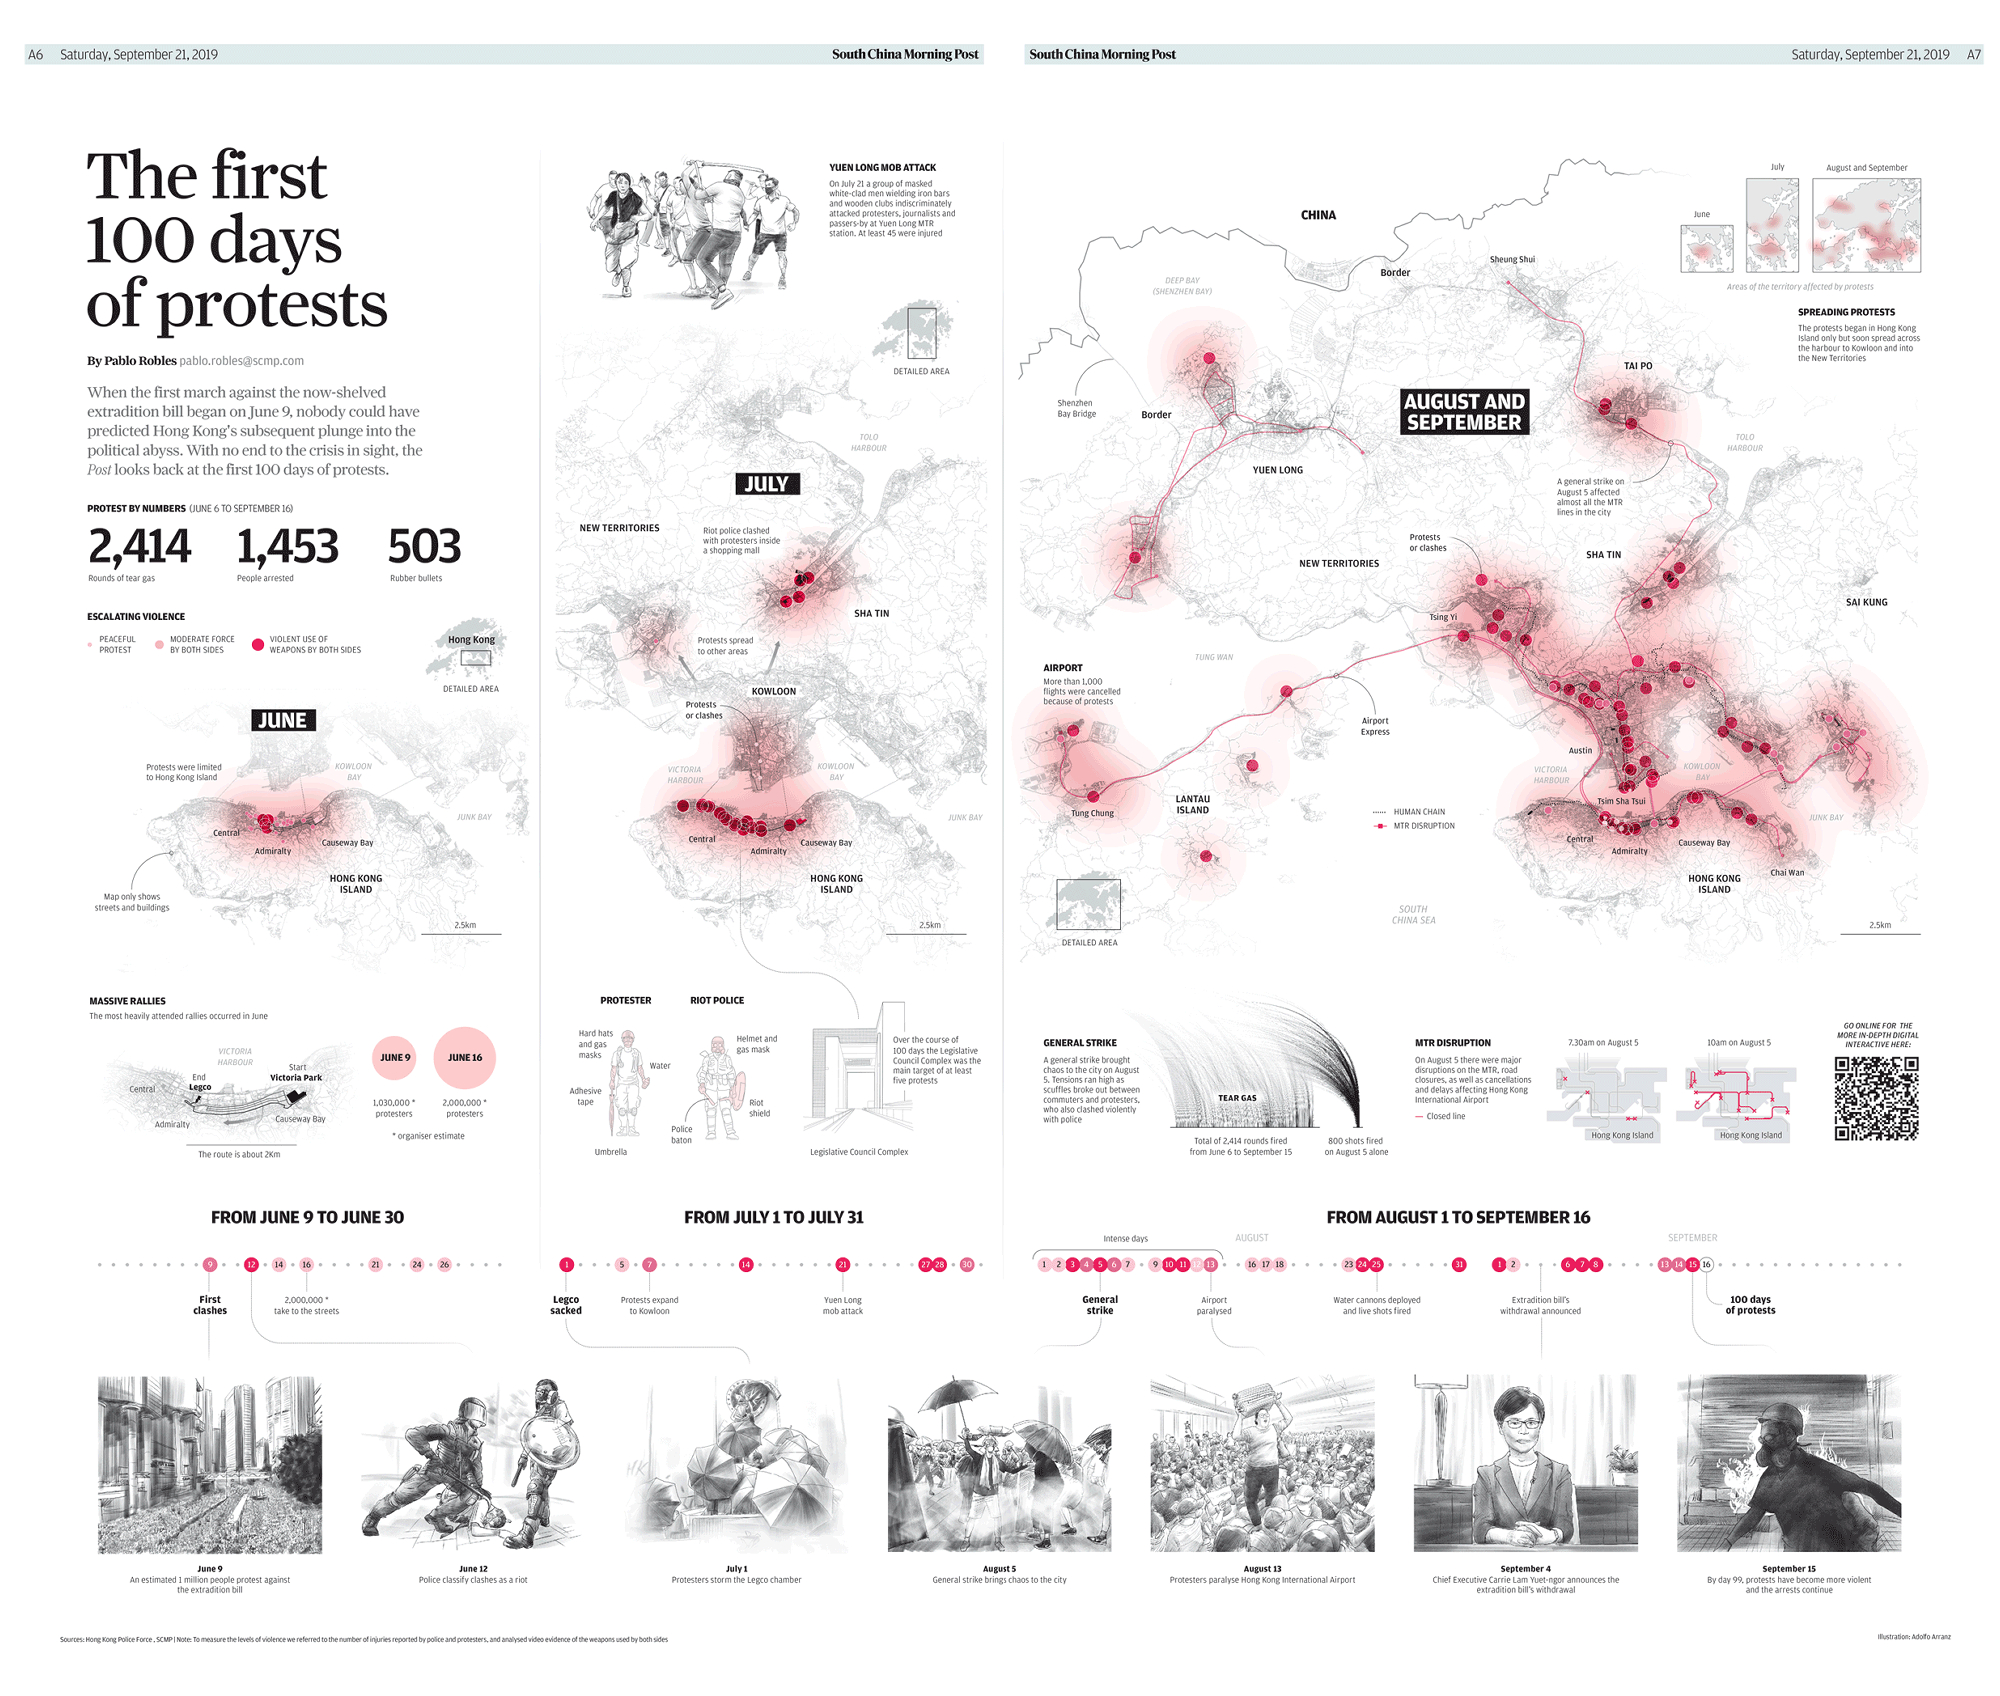 A6 Saturday, September 21, 2019
South China Morning Post
South China Morning Post
Saturday, September 21, 2019 A7
The first
100 days
of protests
By Pablo Robles pablo.robles@scmp.com
When the first march against the now-shelved
extradition bill began on June 9, nobody could have
predicted Hong Kong's subsequent plunge into the
political abyss. With no end to the crisis in sight, the
Post looks back at the first 100 days of protests.
PROTEST BY NUMBERS (JUNE 6 TO SEPTEMBER 16)
2,414
Rounds of tear gas
1,453
People arrested
503
Rubber bullets
ESCALATING VIOLENCE
PEACEFUL
PROTEST
MODERATE FORCE
BY BOTH SIDES
VIOLENT USE OF
WEAPONS BY BOTH SIDES
Hong Kong
DETAILED AREA
JUNE
Protests were limited
to Hong Kong Island
KOWLOON
BAY
JUNK BAY
Central
Admiralty
Causeway Bay
HONG KONG
ISLAND
Map only shows
streets and buildings
2.5km
MASSIVE RALLIES
The most heavily attended rallies occurred in June
VICTORIA
HARBOUR
Central
End
Legco
Start
Victoria Park
Admiralty
Causeway Bay
The route is about 2Km
JUNE 9
1,030,000 *
protesters
JUNE 16
2,000,000 *
protesters
* organiser estimate
YUEN LONG MOB ATTACK
On July 21 a group of masked
white-clad men wielding iron bars
and wooden clubs indiscriminately
attacked protesters, journalists and
passers-by at Yuen Long MTR
station. At least 45 were injured
DETAILED AREA
TOLO
HARBOUR
JULY
NEW TERRITORIES
Riot police clashed
with protesters inside
a shopping mall
SHA TIN
Protests spread
to other areas
KOWLOON
Protests
or clashes
VICTORIA
HARBOUR
KOWLOON
BAY
JUNK BAY
Central
Admiralty
Causeway Bay
HONG KONG
ISLAND
2.5km
PROTESTER
Hard hats
and gas
masks
Water
Adhesive
tape
Umbrella
RIOT POLICE
Helmet and
gas mask
Riot
shield
Police
baton
Over the course of
100 days the Legislative
Council Complex was the
main target of at least
five protests
Legislative Council Complex
CHINA
DEEP BAY
(SHENZHEN BAY)
Border
Sheung Shui
June
July
August and September
Areas of the territory affected by protests
SPREADING PROTESTS
The protests began in Hong Kong
Island only but soon spread across
the harbour to Kowloon and into
the New Territories
TAI PO
Shenzhen
Bay Bridge
Border
AUGUST AND
SEPTEMBER
TOLO
HARBOUR
YUEN LONG
A general strike on
August 5 affected
almost all the MTR
lines in the city
Protests
or clashes
NEW TERRITORIES
SHA TIN
SAI KUNG
Tsing Yi
TUNG WAN
AIRPORT
More than 1,000
flights were cancelled
because of protests
Airport
Express
Austin
VICTORIA
HARBOUR
KOWLOON
BAY
Tsim Sha Tsui
LANTAU
ISLAND
Tung Chung
HUMAN CHAIN
MTR DISRUPTION
JUNK BAY
Central
Admiralty
Causeway Bay
Chai Wan
HONG KONG
ISLAND
SOUTH
CHINA SEA
DETAILED AREA
2.5km
GENERAL STRIKE
A general strike brought
chaos to the city on August
5. Tensions ran high as
scuffles broke out between
commuters and protesters,
who also clashed violently
with police
TEAR GAS
Total of 2,414 rounds fired
from June 6 to September 15
800 shots fired
on August 5 alone
MTR DISRUPTION
On August 5 there were major
disruptions on the MTR, road
closures, as well as cancellations
and delays affecting Hong Kong
International Airport
Closed line
7.30am on August 5
Hong Kong Island
10am on August 5
Hong Kong Island
GO ONLINE FOR THE
MORE IN-DEPTH DIGITAL
INTERACTIVE HERE:
FROM JUNE 9 TO JUNE 30
9 12 14 16 21 24 26
First
clashes
2,000,000 *
take to the streets
FROM JULY 1 TO JULY 31
1 5 7 14 21 27 28 30
Legco
sacked
Protests expand
to Kowloon
Yuen Long
mob attack
FROM AUGUST 1 TO SEPTEMBER 16
Intense days
AUGUST
SEPTEMBER
1 2 3 4 5 6 7 9 10 11 12 13 16 17 18 23 24 25 31 1 2 6 7 8 13 14 15 16
General
strike
Airport
paralysed
Water cannons deployed
and live shots fired
Extradition bill's
withdrawal announced
100 days
of protests
HK
June 9
An estimated 1 million people protest against
the extradition bill
June 12
Police classify clashes as a riot
July 1
Protesters storm the Legco chamber
August 5
General strike brings chaos to the city
August 13
Protesters paralyse Hong Kong International Airport
September 4
Chief Executive Carrie Lam Yuet-ngor announces the
extradition bill's withdrawal
September 15
By day 99, protests have become more violent
and the arrests continue
Sources: Hong Kong Police Force , SCMP | Note: To measure the levels of violence we referred to the number of injuries reported by police and protesters, and analysed video evidence of the weapons used by both sides
Illustration: Adolfo Arranz